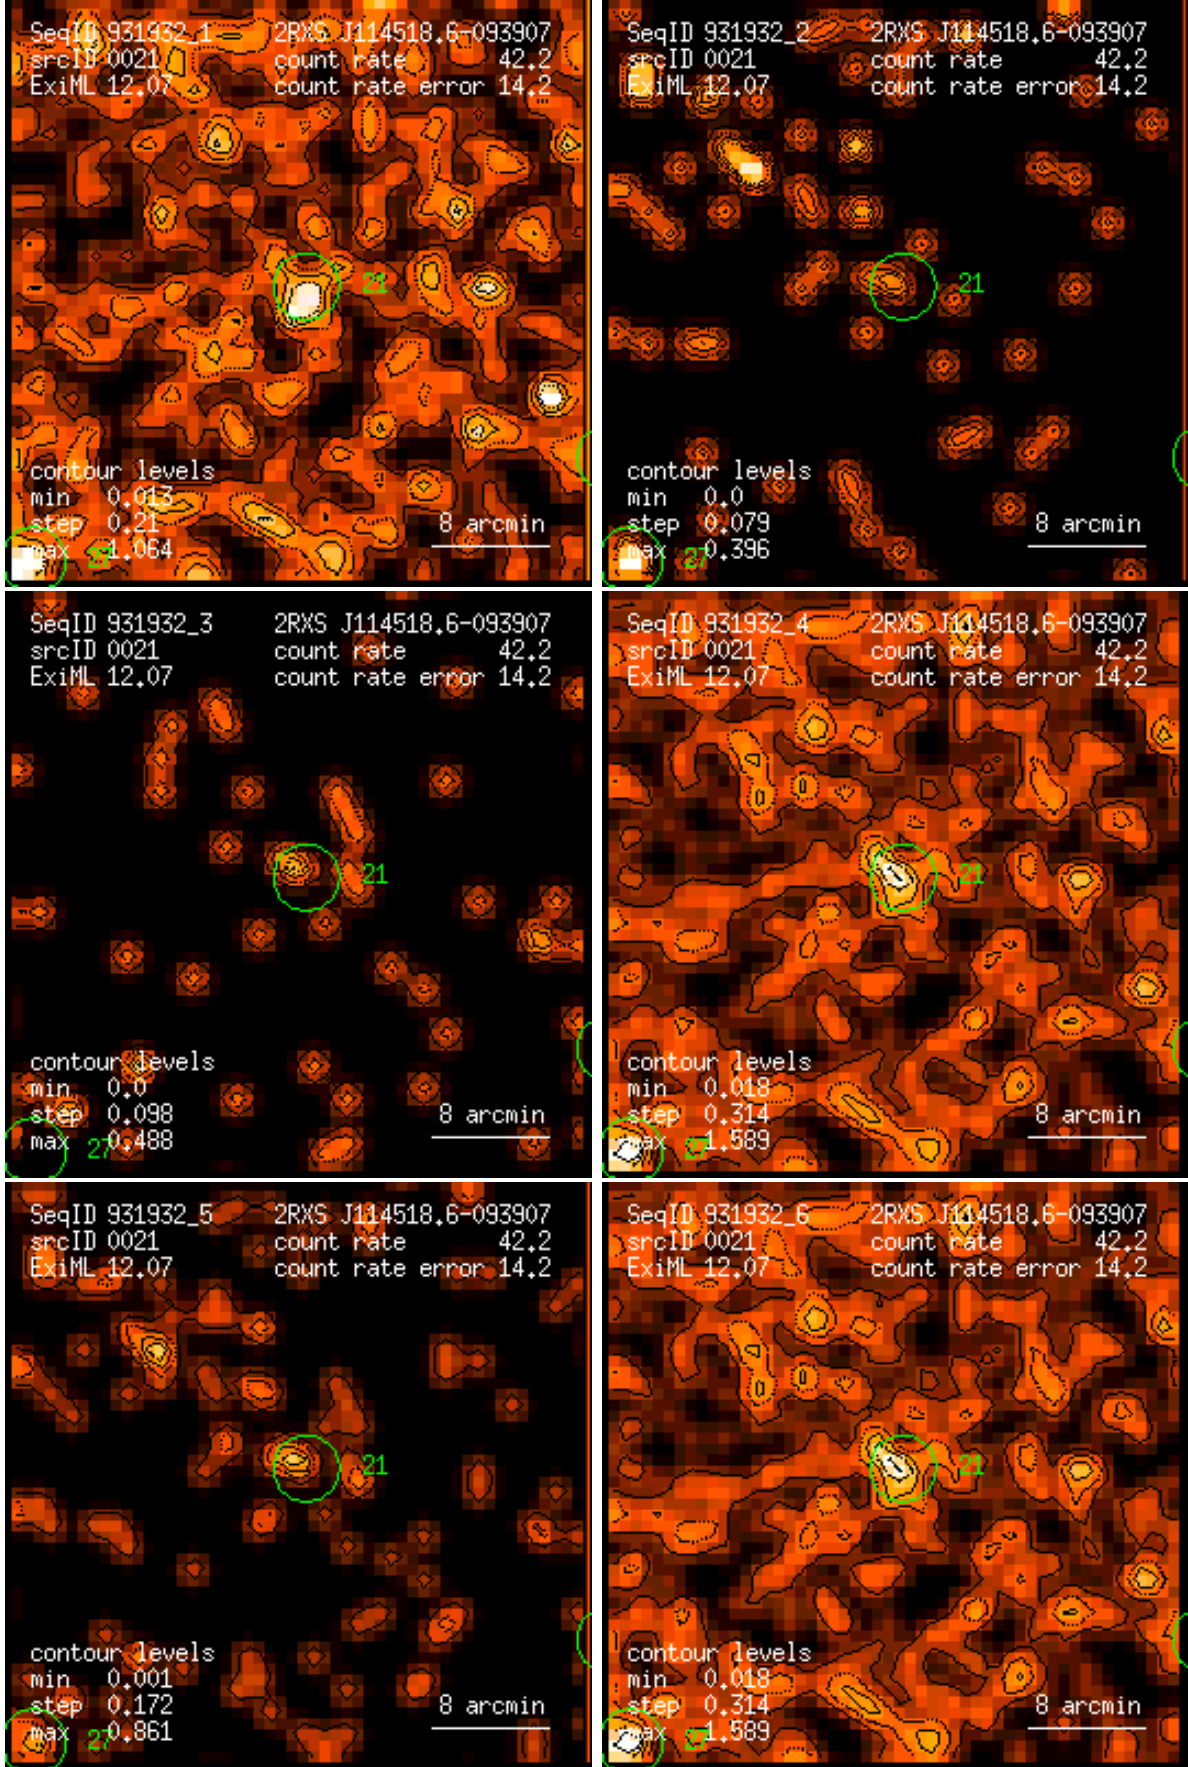 SeqID 931932_1 2RXS J114518.6-093907
srcID 0021 count rate 42.2
ExiML 12.07 count rate error 14.2
21
contour levels
min 0.013
step 0.21 8 arcmin
max 1.064
27
SeqID 931932_2 2RXS J114518.6-093907
srcID 0021 count rate 42.2
ExiML 12.07 count rate error 14.2
21
contour levels
min 0.0
step 0.079 8 arcmin
max 0.396
27
SeqID 931932_3 2RXS J114518.6-093907
srcID 0021 count rate 42.2
ExiML 12.07 count rate error 14.2
21
contour levels
min 0.0
step 0.098 8 arcmin
max 0.488
27
SeqID 931932_4 2RXS J114518.6-093907
srcID 0021 count rate 42.2
ExiML 12.07 count rate error 14.2
21
contour levels
min 0.018
step 0.314 8 arcmin
max 1.589
27
SeqID 931932_5 2RXS J114518.6-093907
srcID 0021 count rate 42.2
ExiML 12.07 count rate error 14.2
21
contour levels
min 0.001
step 0.172 8 arcmin
max 0.861
27
SeqID 931932_6 2RXS J114518.6-093907
srcID 0021 count rate 42.2
ExiML 12.07 count rate error 14.2
21
contour levels
min 0.018
step 0.314 8 arcmin
max 1.589
27